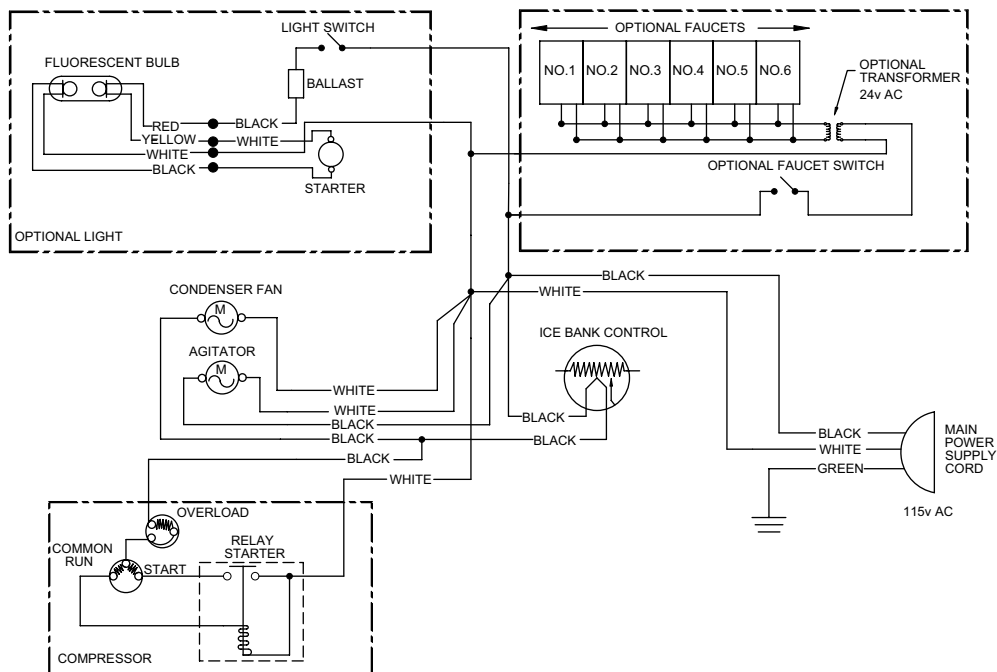 LIGHT SWITCH
FLUORESCENT BULB
BALLAST
RED
BLACK
YELLOW
WHITE
WHITE
BLACK
STARTER
OPTIONAL LIGHT
OPTIONAL FAUCETS
NO.1 NO.2 NO.3 NO.4 NO.5 NO.6
OPTIONAL
TRANSFORMER
24v AC
OPTIONAL FAUCET SWITCH
BLACK
WHITE
CONDENSER FAN
M
AGITATOR
M
ICE BANK CONTROL
WHITE
WHITE
BLACK
BLACK
BLACK
BLACK
BLACK
WHITE
BLACK
WHITE
GREEN
MAIN
POWER
SUPPLY
CORD
115v AC
OVERLOAD
COMMON
RUN
START
RELAY
STARTER
COMPRESSOR